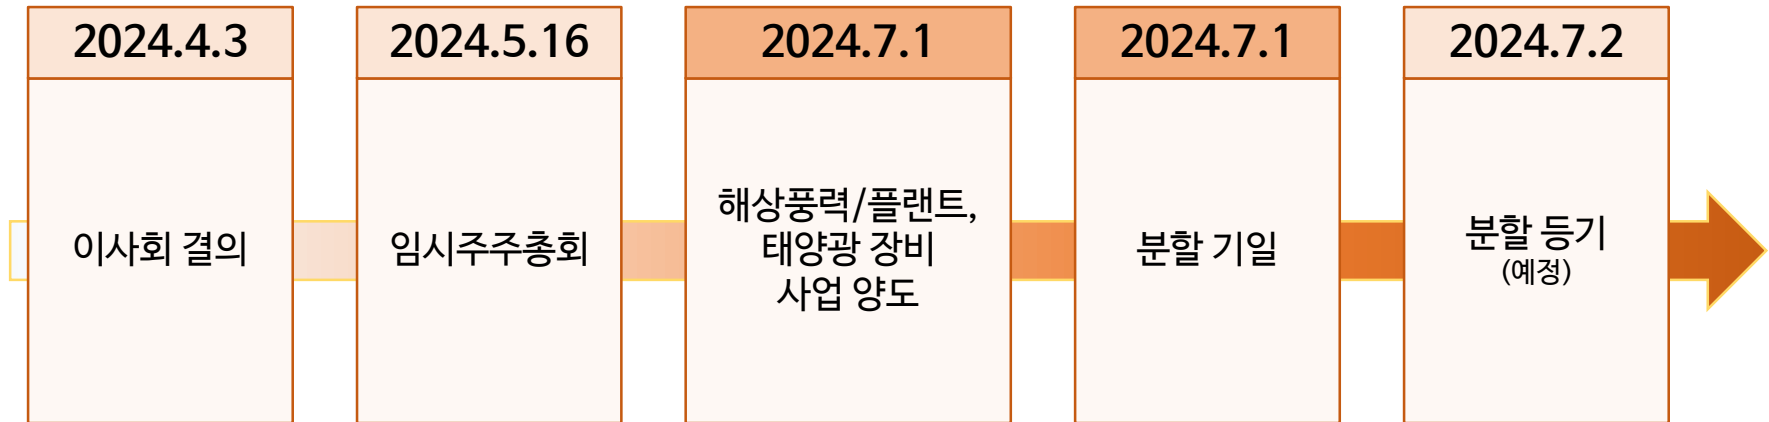 2024.4.3
이사회 결의
2024.5.16
임시주주총회
2024.7.1
해상풍력/플랜트,
태양광 장비
사업 양도
2024.7.1
분할 기일
2024.7.2
분할 등기
(예정)